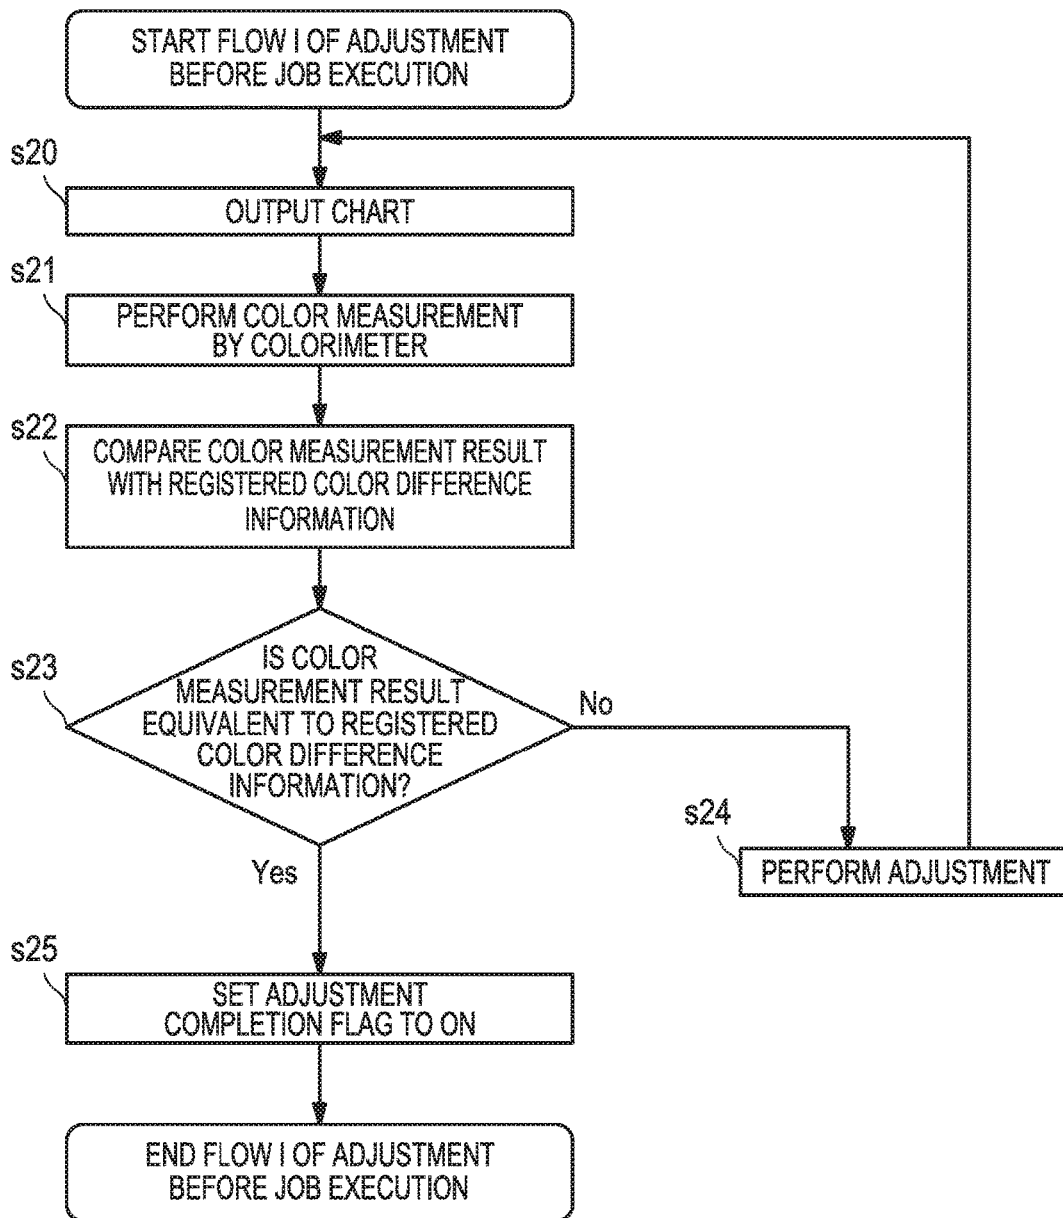 START FLOW I OF ADJUSTMENT
BEFORE JOB EXECUTION
s20
OUTPUT CHART
s21
PERFORM COLOR MEASUREMENT
BY COLORIMETER
s22
COMPARE COLOR MEASUREMENT RESULT
WITH REGISTERED COLOR DIFFERENCE
INFORMATION
s23
IS COLOR
MEASUREMENT RESULT
EQUIVALENT TO REGISTERED
COLOR DIFFERENCE
INFORMATION?
No
s24
PERFORM ADJUSTMENT
Yes
s25
SET ADJUSTMENT
COMPLETION FLAG TO ON
END FLOW I OF ADJUSTMENT
BEFORE JOB EXECUTION